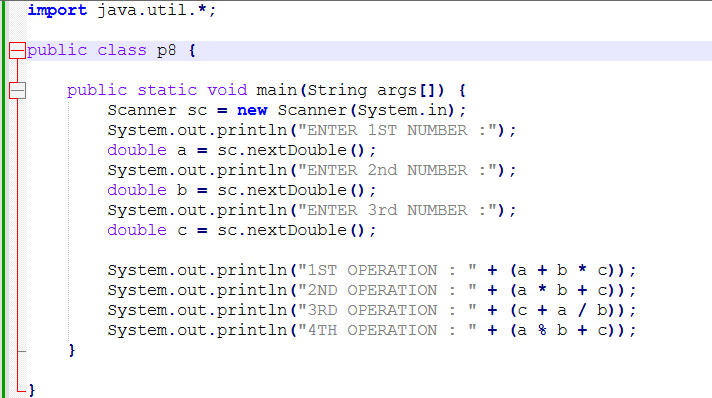 import java.util.*;
public class p8 {
public static void main(String args[]) {
Scanner sc = new Scanner(System.in);
System.out.println("ENTER 1ST NUMBER :");
double a = sc.nextDouble();
System.out.println("ENTER 2nd NUMBER :");
double b = sc.nextDouble();
System.out.println("ENTER 3rd NUMBER :");
double c = sc.nextDouble();
System.out.println("1ST OPERATION : " + (a + b * c));
System.out.println("2ND OPERATION : " + (a * b + c));
System.out.println("3RD OPERATION : " + (c + a / b));
System.out.println("4TH OPERATION : " + (a % b + c));
}
}